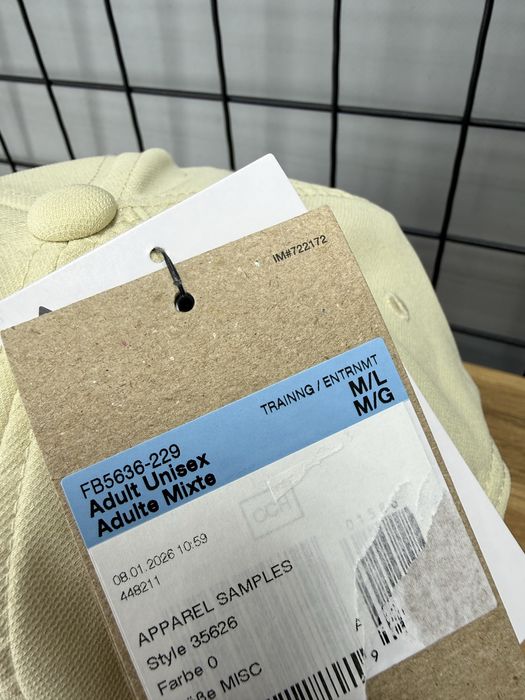 IM#722172
TRAINNG / ENTRNMT
M/L
M/G
FB5636-229
Adult Unisex
Adulte Mixte
08.01.2026 10:59
448211
APPAREL SAMPLES
Style 35626
Farbe 0
ße MISC
9